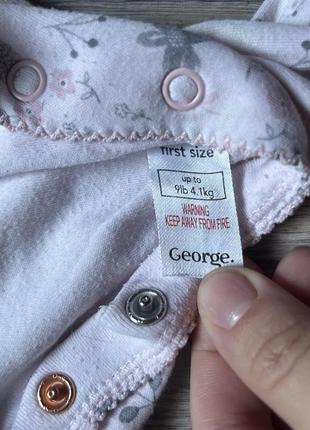 first size
up to
9lb 4.1kg
WARNING
KEEP AWAY FROM FIRE
George.